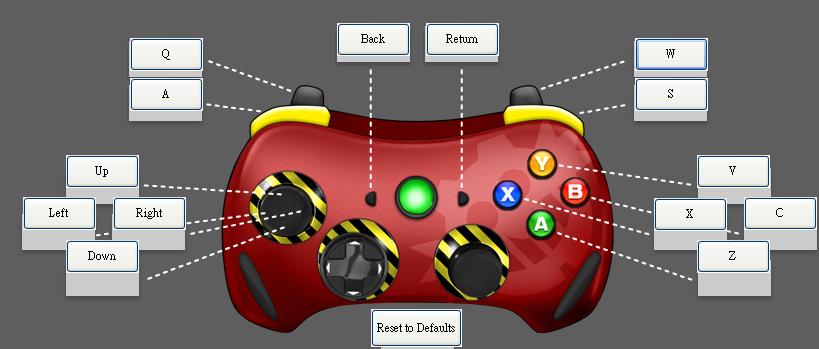 Back
Return
Q
W
A
S
Y
Up
V
X
B
Left
Right
X
C
A
Down
Z
Reset to Defaults